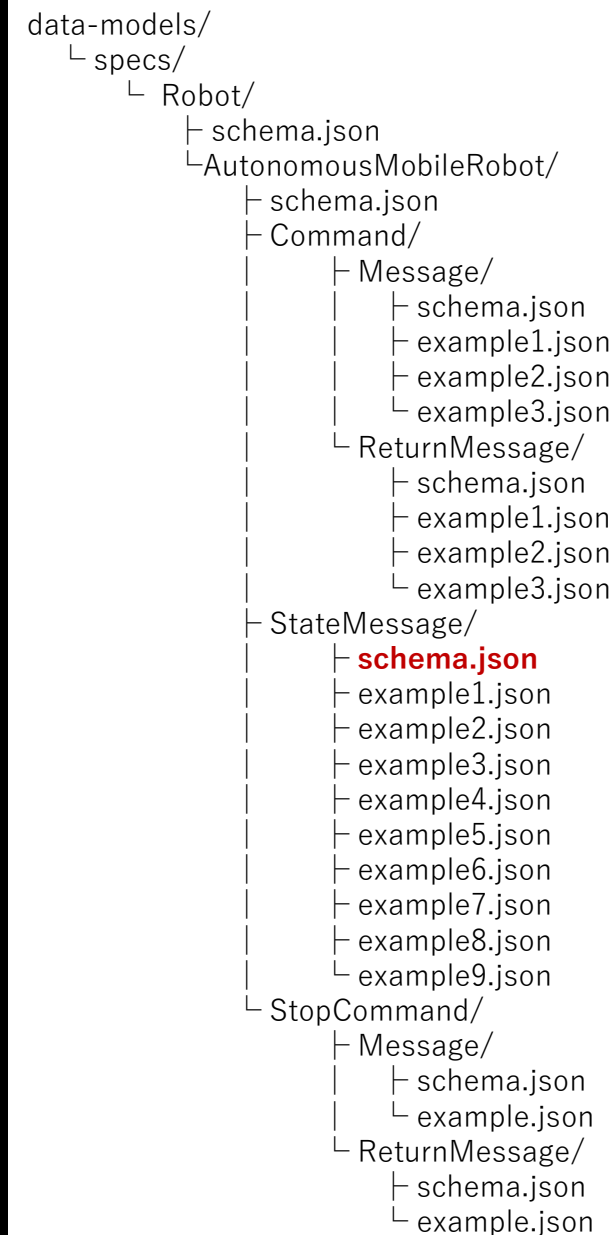 data-models/
└ specs/
└ Robot/
├ schema.json
└AutonomousMobileRobot/
├ schema.json
├ Command/
│ ├ Message/
│ │ ├ schema.json
│ │ ├ example1.json
│ │ ├ example2.json
│ │ └ example3.json
│ └ ReturnMessage/
│ ├ schema.json
│ ├ example1.json
│ ├ example2.json
│ └ example3.json
├ StateMessage/
│ ├ schema.json
│ ├ example1.json
│ ├ example2.json
│ ├ example3.json
│ ├ example4.json
│ ├ example5.json
│ ├ example6.json
│ ├ example7.json
│ ├ example8.json
│ └ example9.json
└ StopCommand/
├ Message/
│ ├ schema.json
│ └ example.json
└ ReturnMessage/
├ schema.json
└ example.json